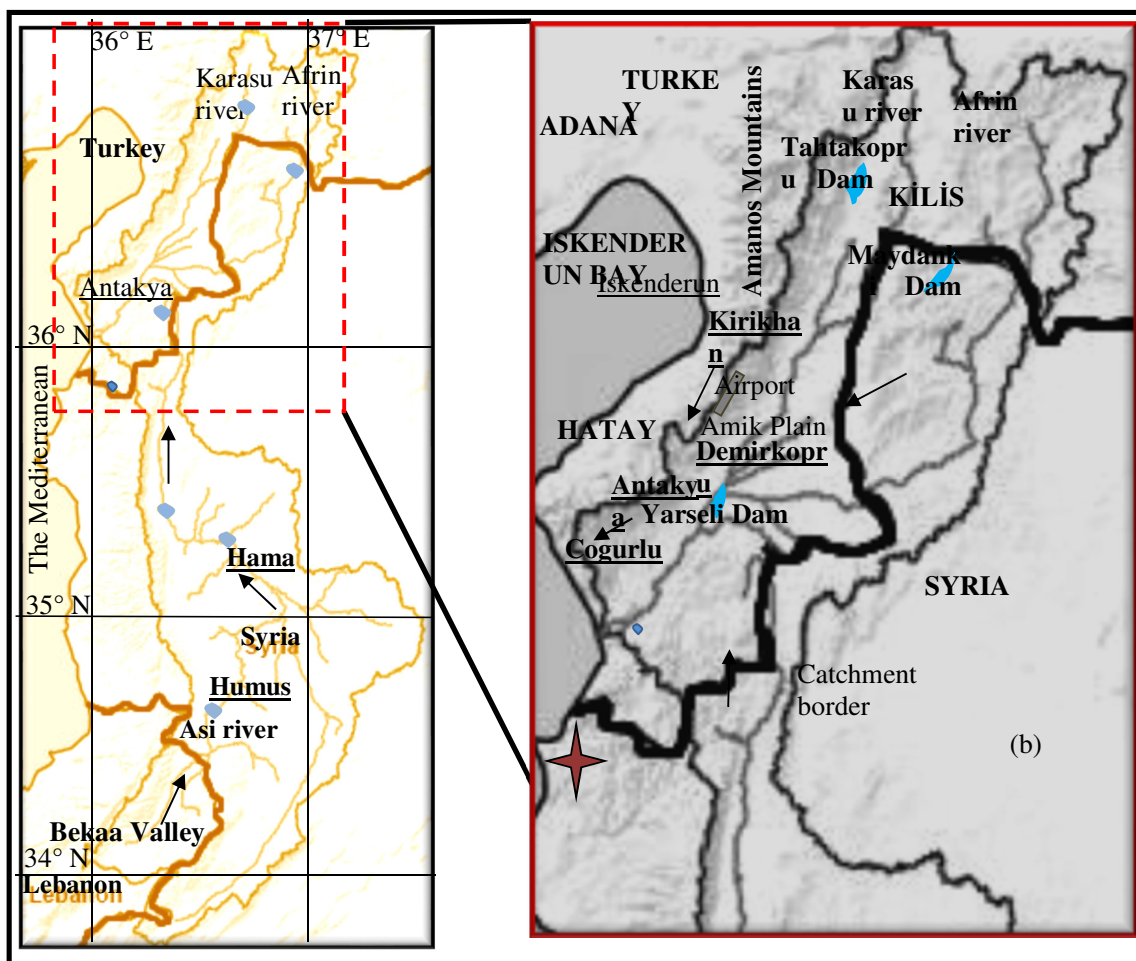 36° E
37° E
Karasu
river
Afrin
river
Turkey
Antakya
36° N
The Mediterranean
Hama
35° N
Syria
Syria
Humus
Asi river
Bekaa Valley
34° N
Lebanon
Lebanon
TURKE
Y
ADANA
Amanos Mountains
Karas
u river
Afrin
river
Tahtakopr
u Dam
KİLİS
ISKENDER
UN BAY
Iskenderun
Maydank
i Dam
Kirikha
n
Airport
Amik Plain
HATAY
Demirkopr
u
Antaky
a
Yarseli Dam
Cogurlu
SYRIA
Catchment
border
(b)